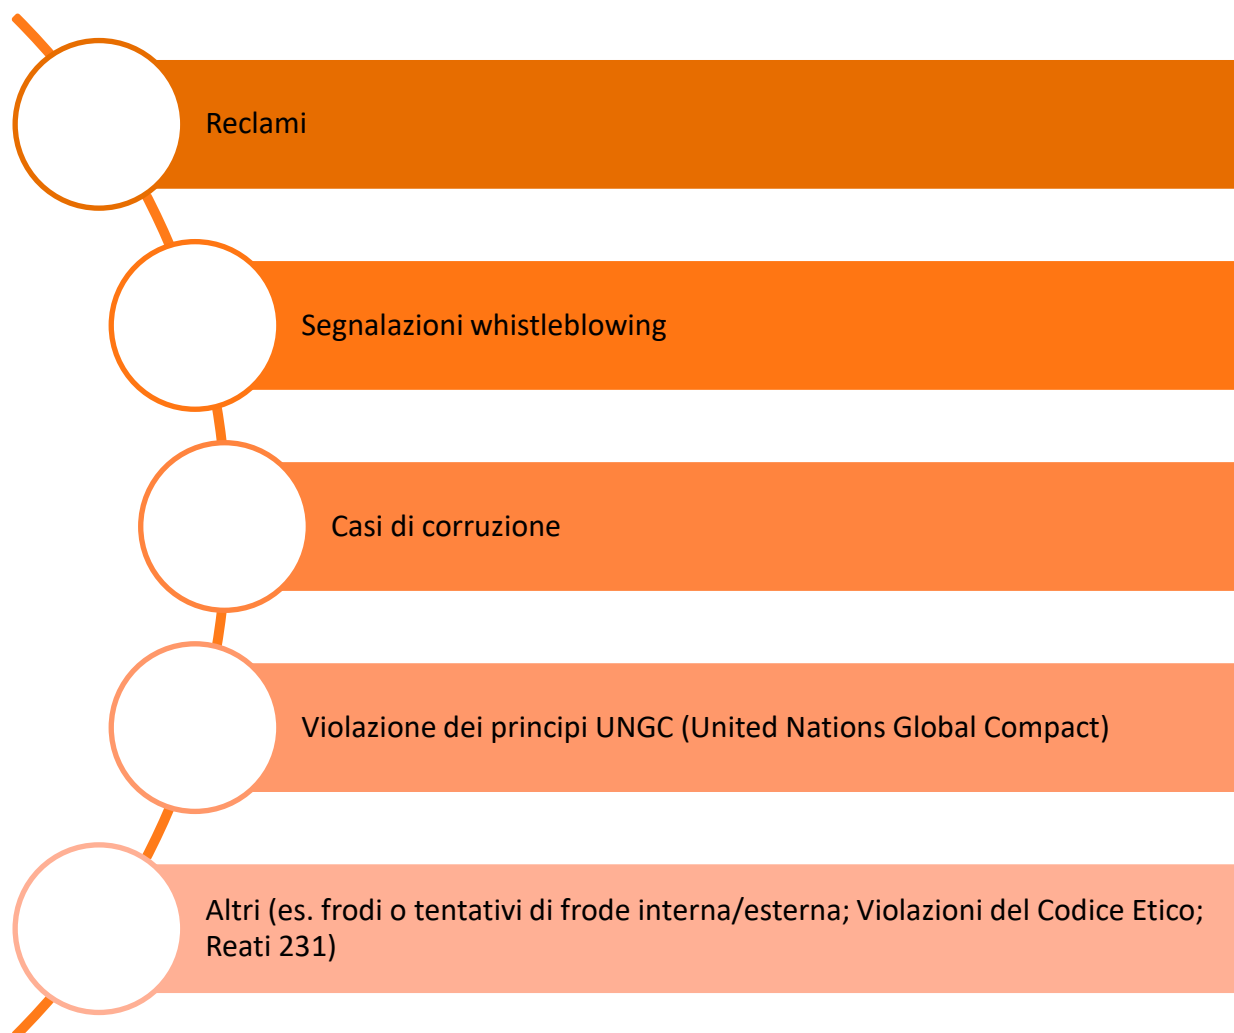 Reclami
Segnalazioni whistleblowing
Casi di corruzione
Violazione dei principi UNGC (United Nations Global Compact)
Altri (es. frodi o tentativi di frode interna/esterna; Violazioni del Codice Etico;
Reati 231)